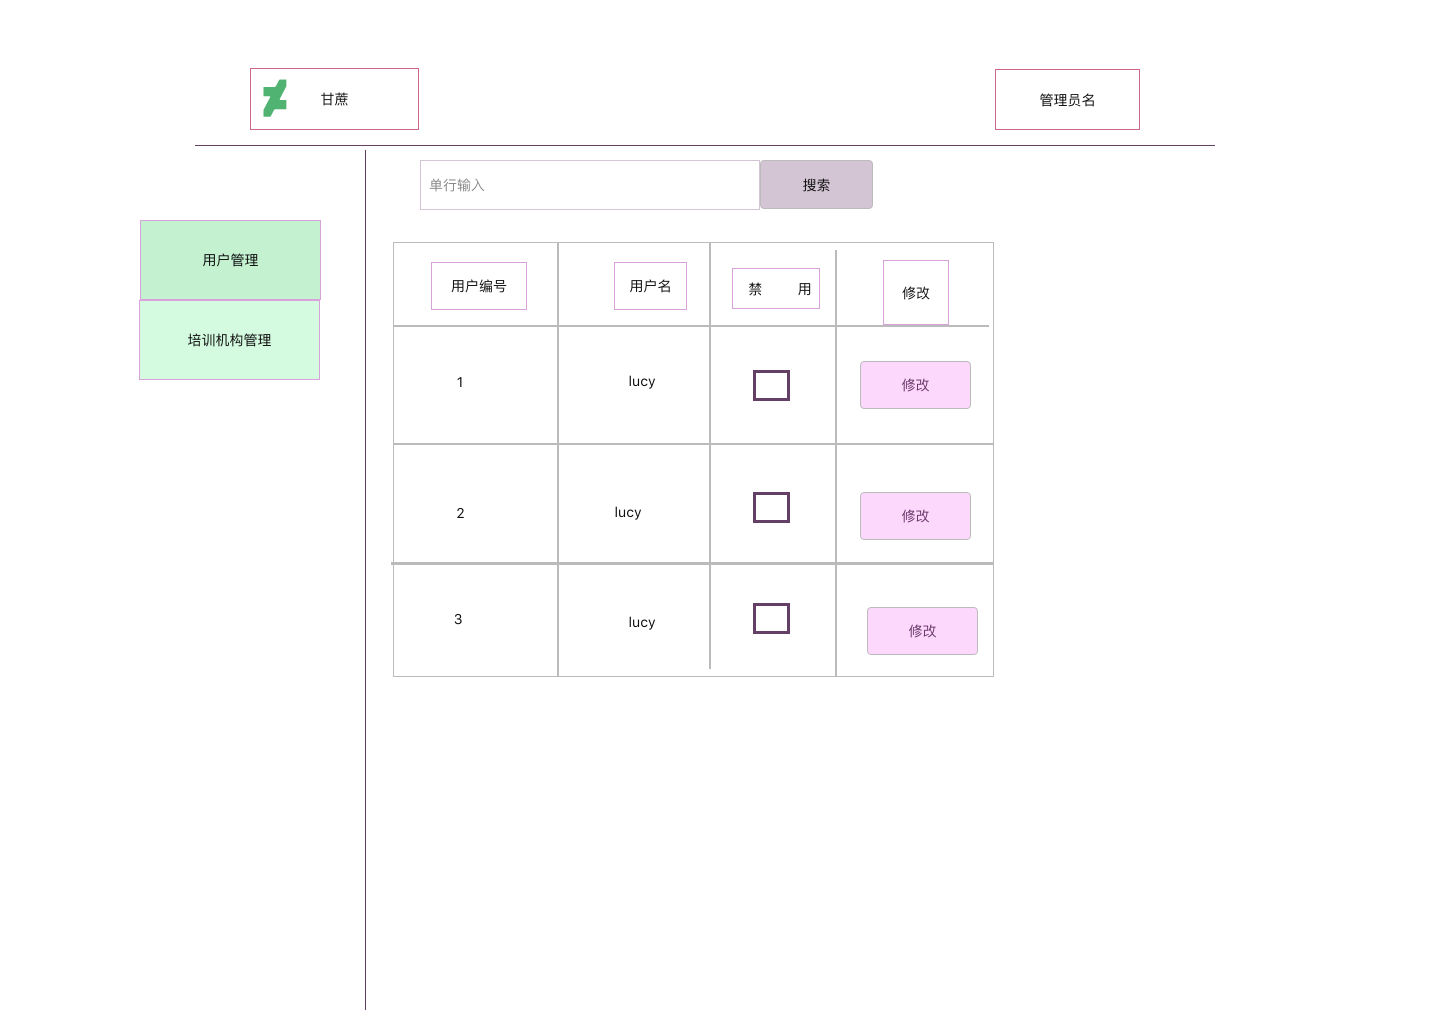 甘蔗
管理员名
单行输入
搜索
用户管理
培训机构管理
用户编号
用户名
禁 用
修改
1
lucy
修改
2
lucy
修改
3
lucy
修改